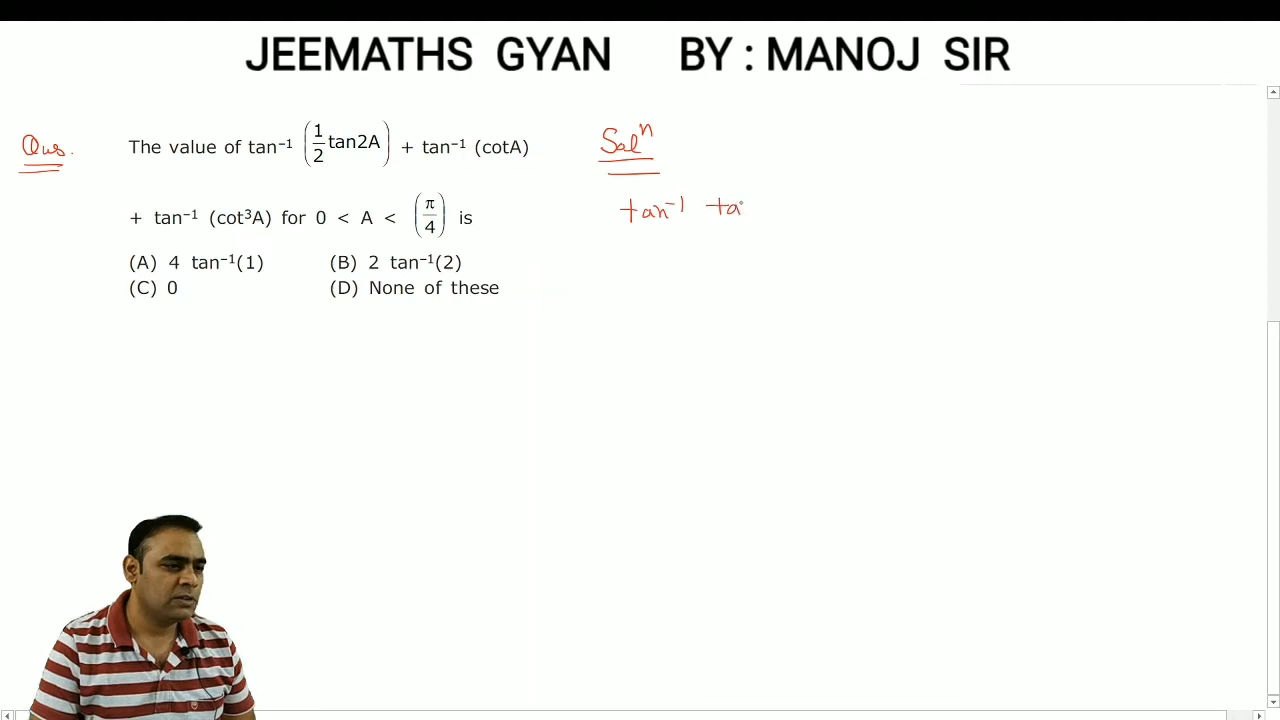 JEEMATHS GYAN BY : MANOJ SIR
Qus. The value of tan⁻¹ (1/2 tan2A) + tan⁻¹ (cotA)
+ tan⁻¹ (cot³A) for 0 < A < (π/4) is
(A) 4 tan⁻¹(1) (B) 2 tan⁻¹(2)
(C) 0 (D) None of these
Solⁿ
tan⁻¹ ta